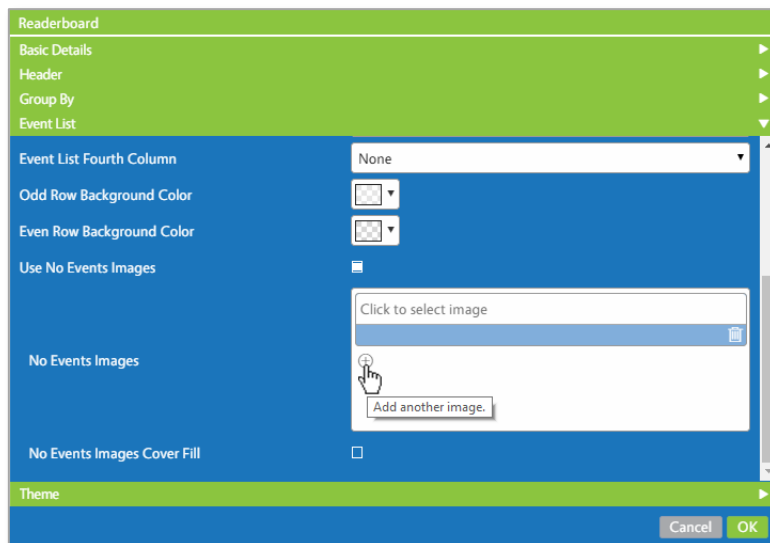 Readerboard
Basic Details
Header
Group By
Event List
Event List Fourth Column
None
Odd Row Background Color
Even Row Background Color
Use No Events Images
Click to select image
No Events Images
Add another image.
No Events Images Cover Fill
Theme
Cancel OK